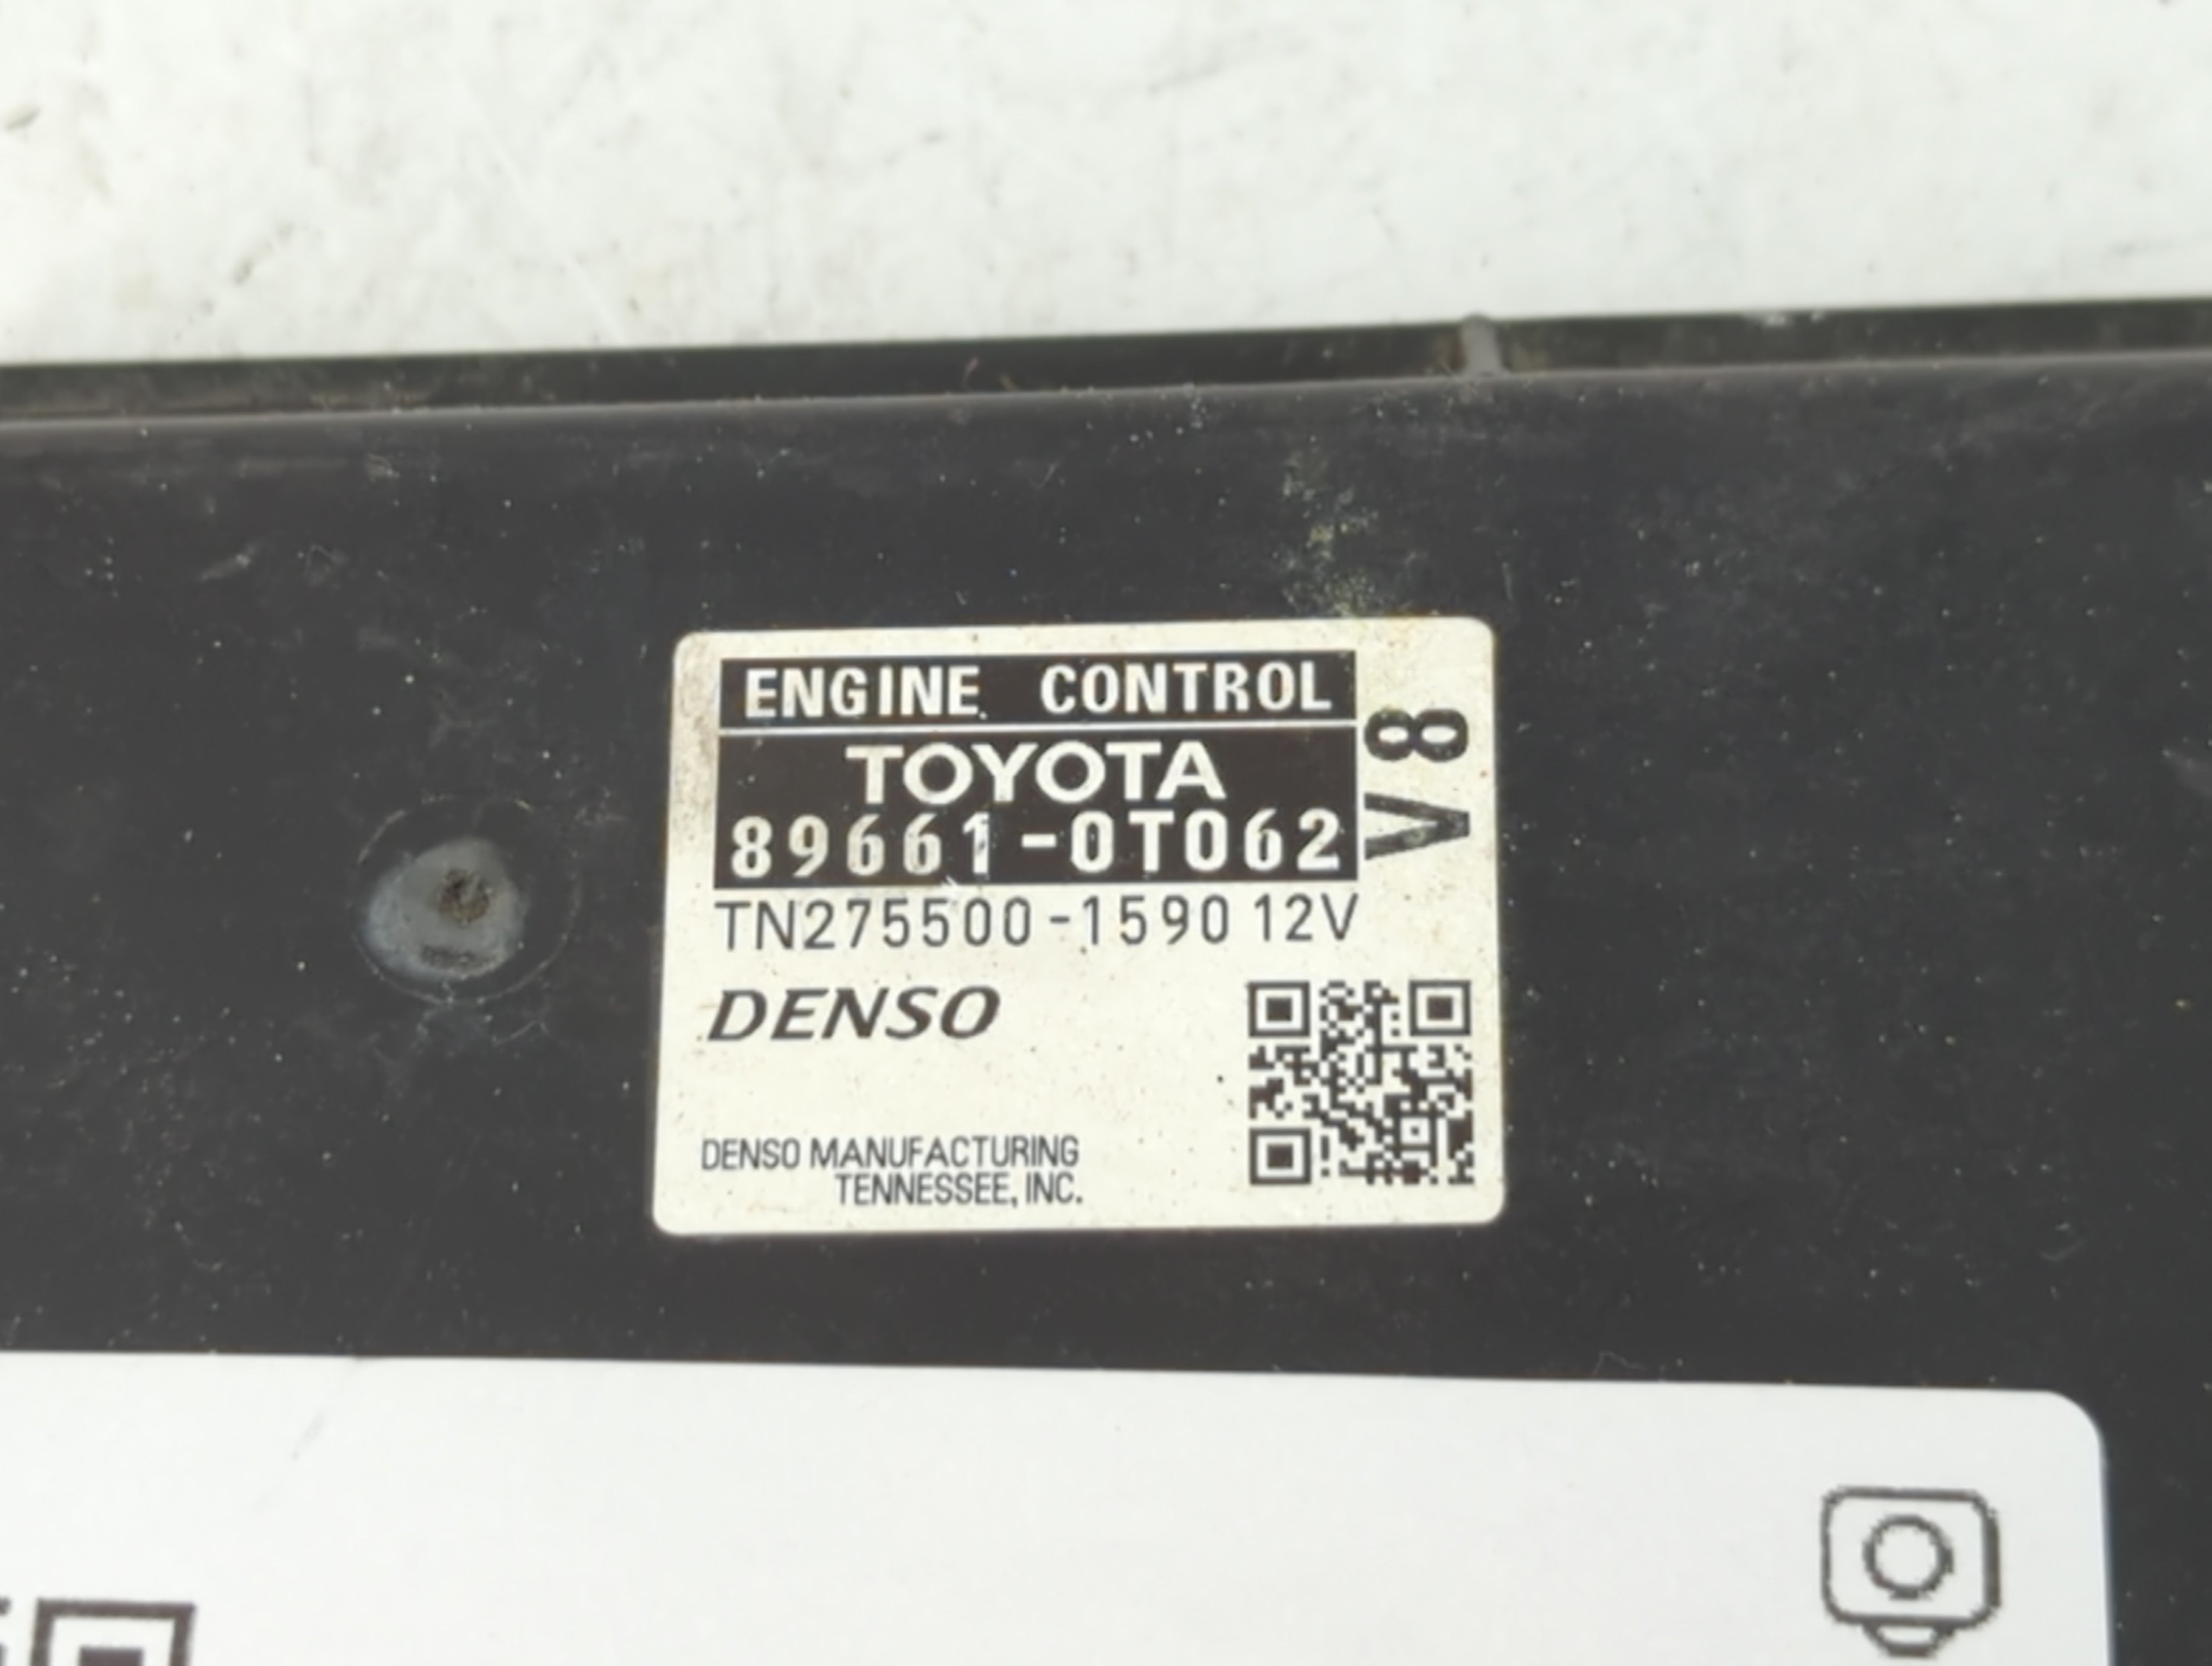 ENGINE CONTROL
TOYOTA
89661-0T062
V8
TN275500-1590 12V
DENSO
DENSO MANUFACTURING
TENNESSEE, INC.